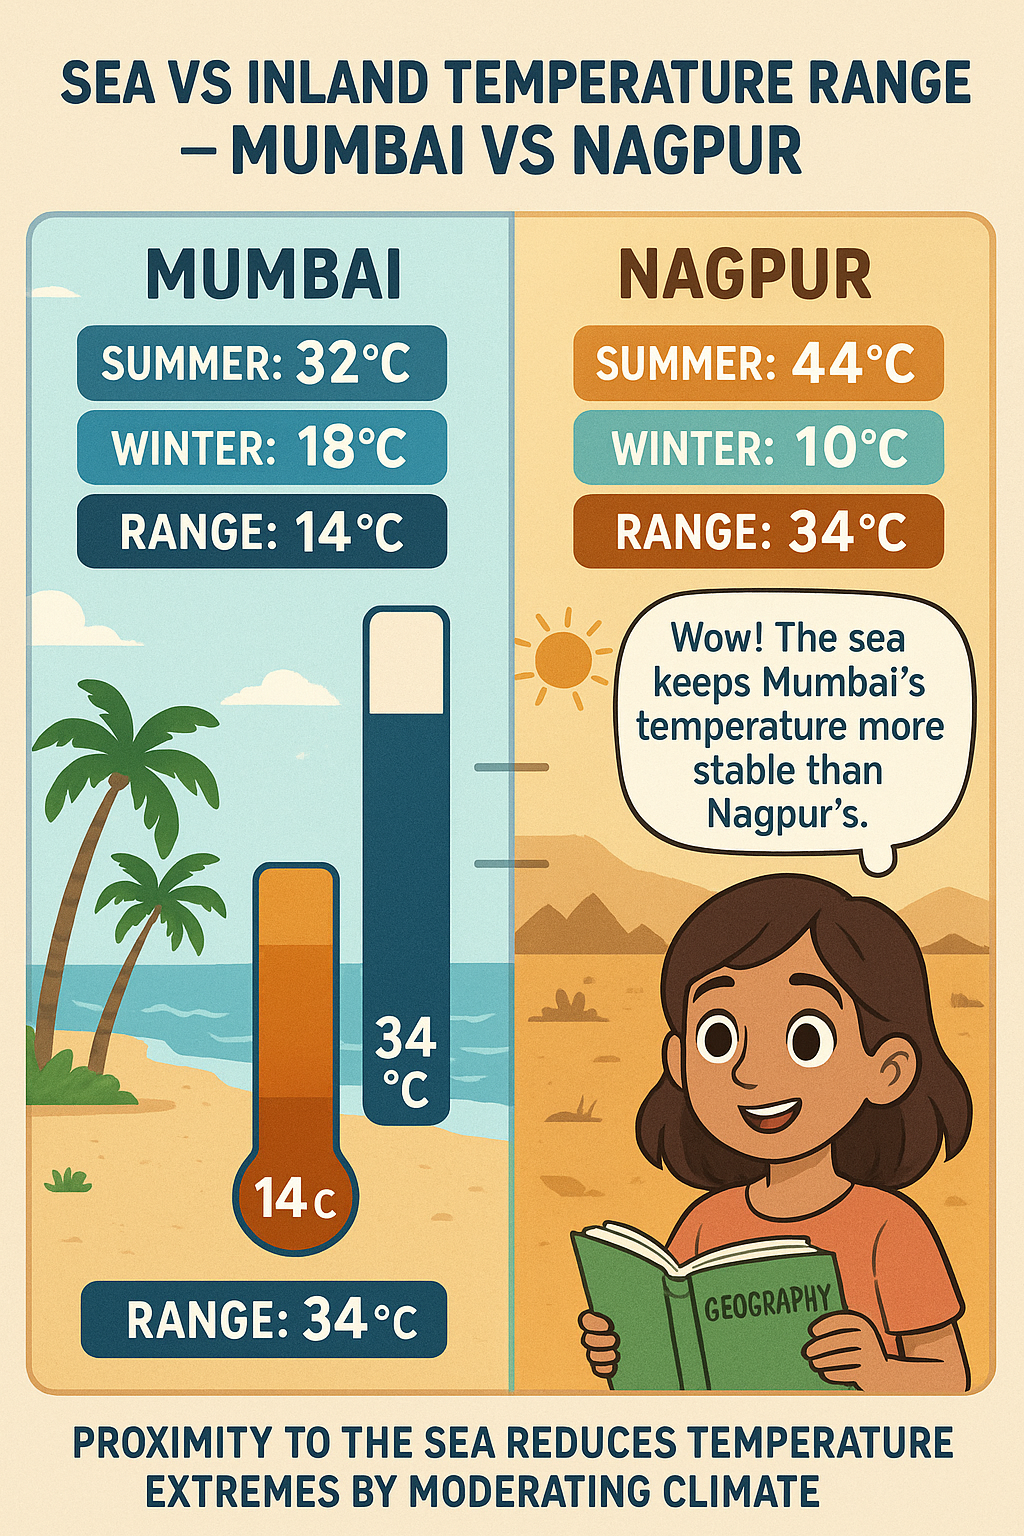 SEA VS INLAND TEMPERATURE RANGE
– MUMBAI VS NAGPUR
MUMBAI
SUMMER: 32°C
WINTER: 18°C
RANGE: 14°C
NAGPUR
SUMMER: 44°C
WINTER: 10°C
RANGE: 34°C
Wow! The sea
keeps Mumbai’s
temperature more
stable than
Nagpur’s.
34
°C
14c
RANGE: 34°C
GEOGRAPHY
PROXIMITY TO THE SEA REDUCES TEMPERATURE
EXTREMES BY MODERATING CLIMATE